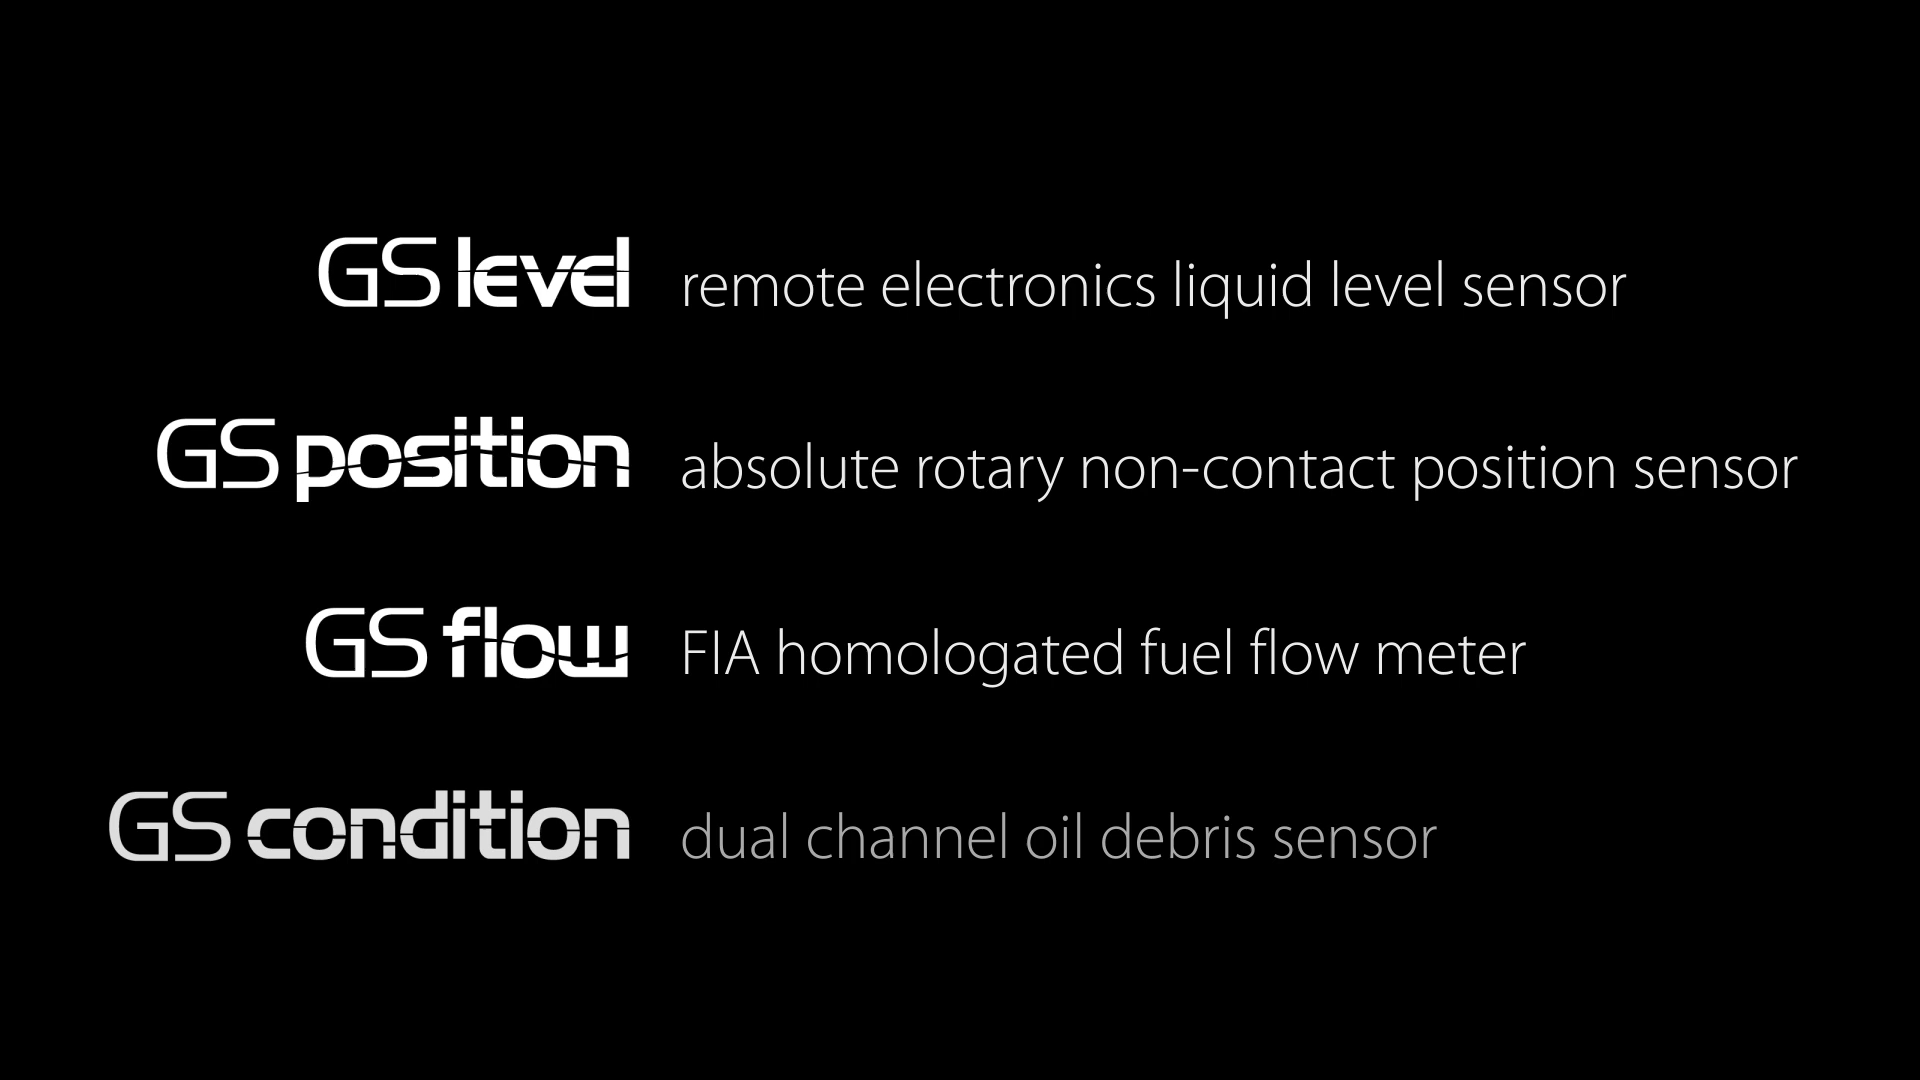 GS level remote electronics liquid level sensor
GS position absolute rotary non-contact position sensor
GS flow FIA homologated fuel flow meter
GS condition dual channel oil debris sensor